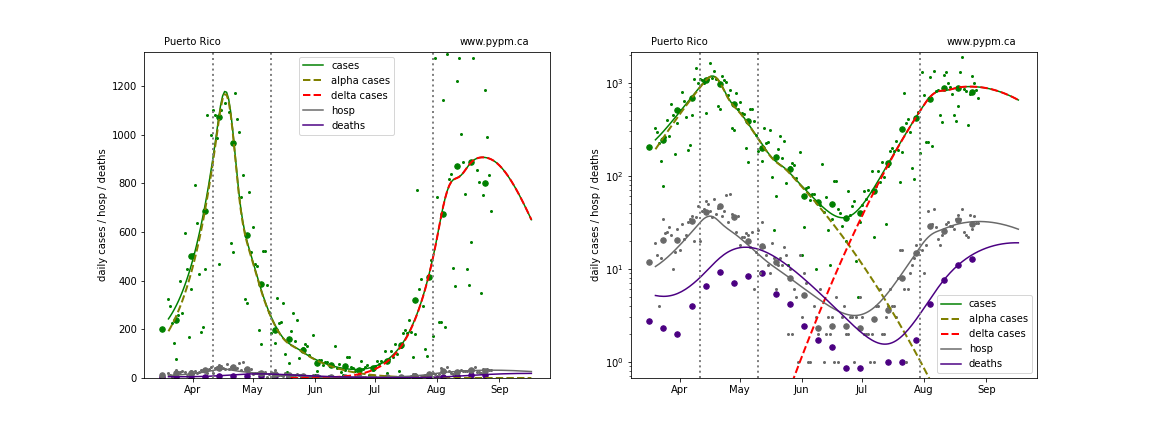 Puerto Rico
www.pypm.ca
daily cases / hosp / deaths
1200
1000
800
600
400
200
0
cases
alpha cases
delta cases
hosp
deaths
Apr
May
Jun
Jul
Aug
Sep
Puerto Rico
www.pypm.ca
daily cases / hosp / deaths
10³
10²
10¹
10⁰
cases
alpha cases
delta cases
hosp
deaths
Apr
May
Jun
Jul
Aug
Sep